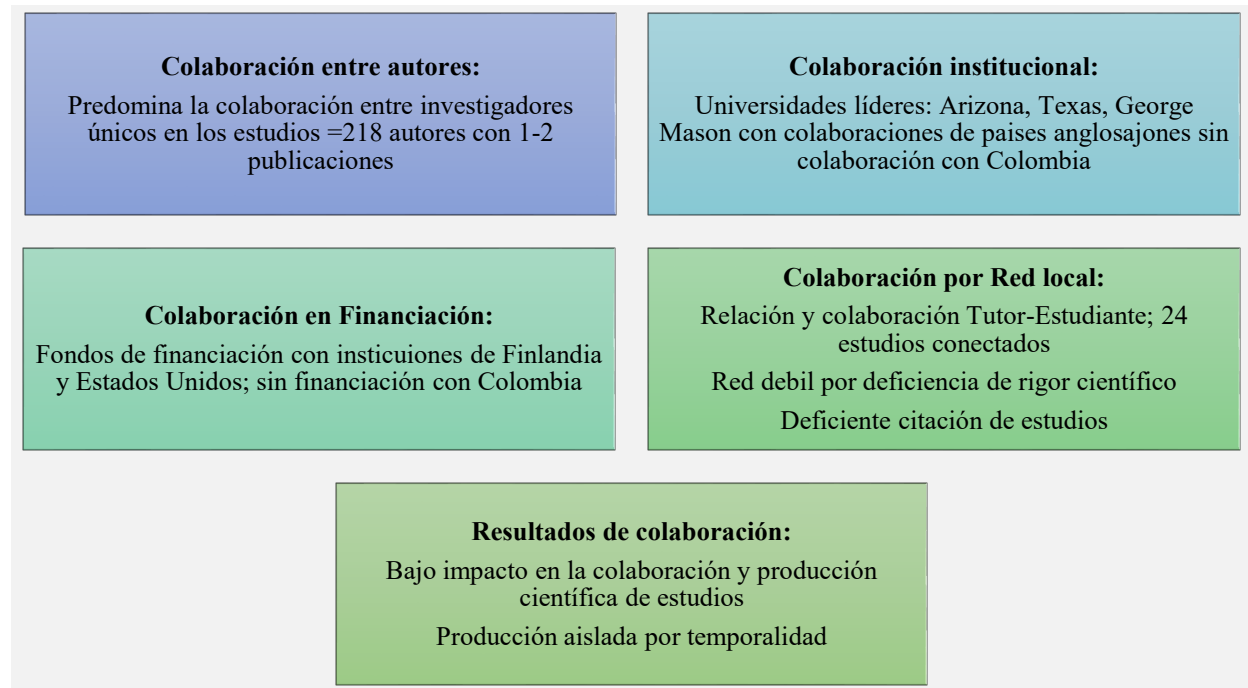 Colaboración entre autores:
Predomina la colaboración entre investigadores
únicos en los estudios =218 autores con 1-2
publicaciones
Colaboración institucional:
Universidades líderes: Arizona, Texas, George
Mason con colaboraciones de paises anglosajones sin
colaboración con Colombia
Colaboración en Financiación:
Fondos de financiación con insticuiones de Finlandia
y Estados Unidos; sin financiación con Colombia
Colaboración por Red local:
Relación y colaboración Tutor-Estudiante; 24
estudios conectados
Red debil por deficiencia de rigor científico
Deficiente citación de estudios
Resultados de colaboración:
Bajo impacto en la colaboración y producción
científica de estudios
Producción aislada por temporalidad